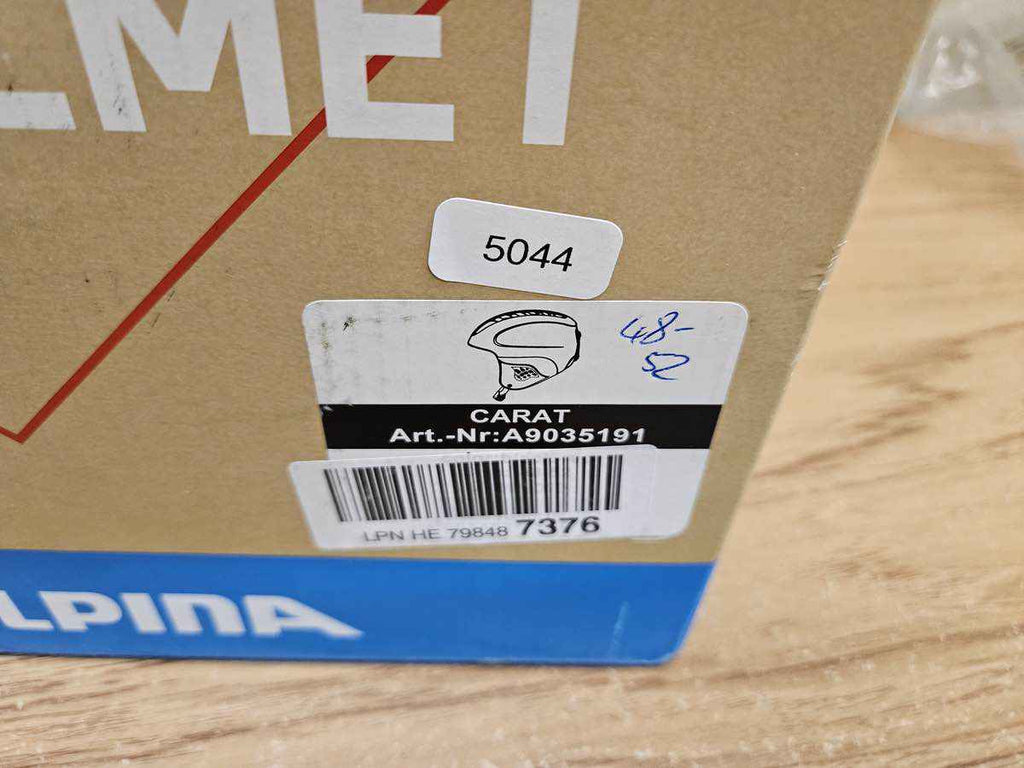 LMET
5044
48-
52
CARAT
Art.-Nr:A9035191
LPN HE 79848 7376
LPINA